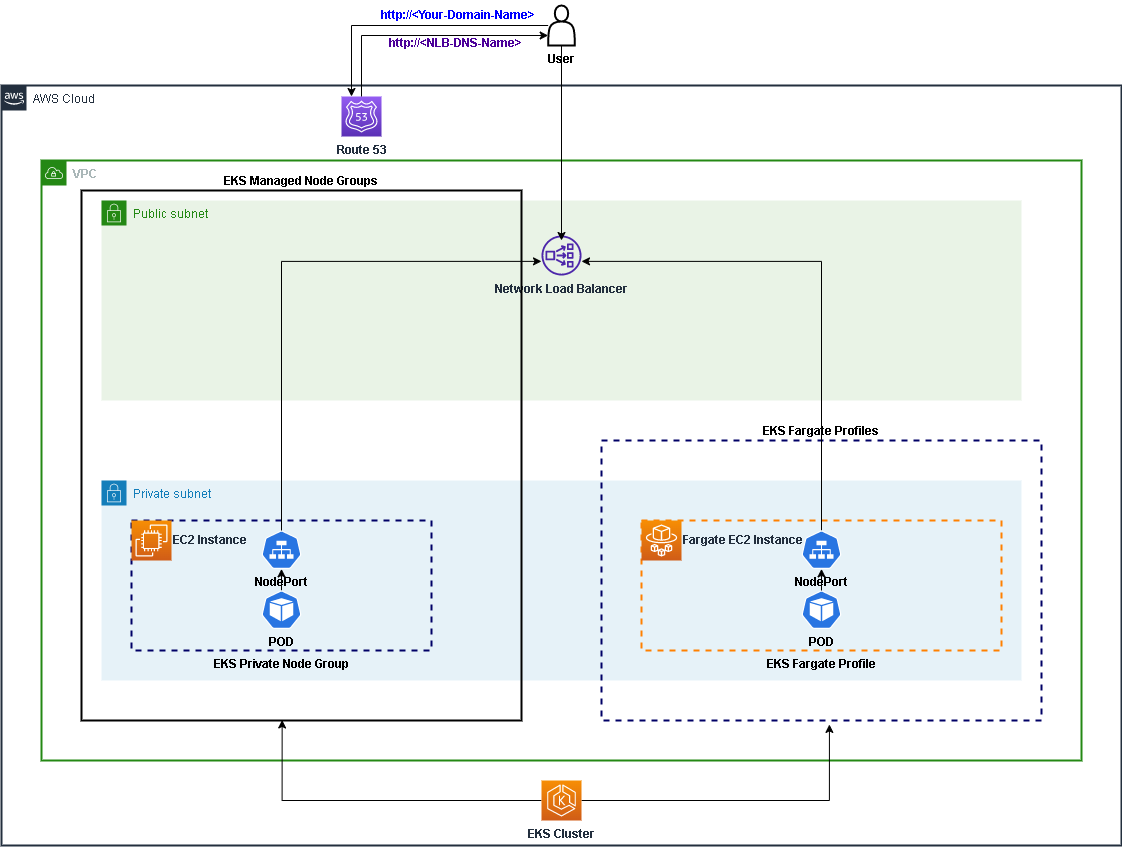 http://<Your-Domain-Name>
http://<NLB-DNS-Name>
User
aws
AWS Cloud
53
Route 53
VPC
EKS Managed Node Groups
Public subnet
Network Load Balancer
EKS Fargate Profiles
Private subnet
EC2 Instance
Fargate EC2 Instance
NodePort
NodePort
POD
POD
EKS Private Node Group
EKS Fargate Profile
K
EKS Cluster